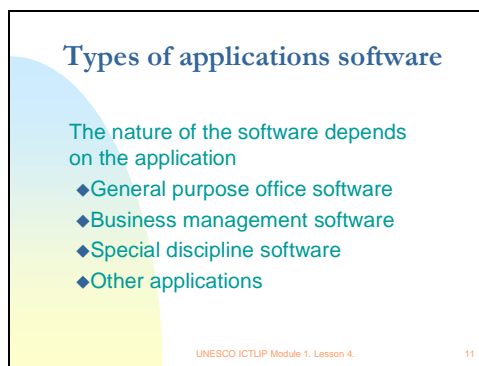 Types of applications software
The nature of the software depends
on the application
◆General purpose office software
◆Business management software
◆Special discipline software
◆Other applications
UNESCO ICTLIP Module 1. Lesson 4. 11